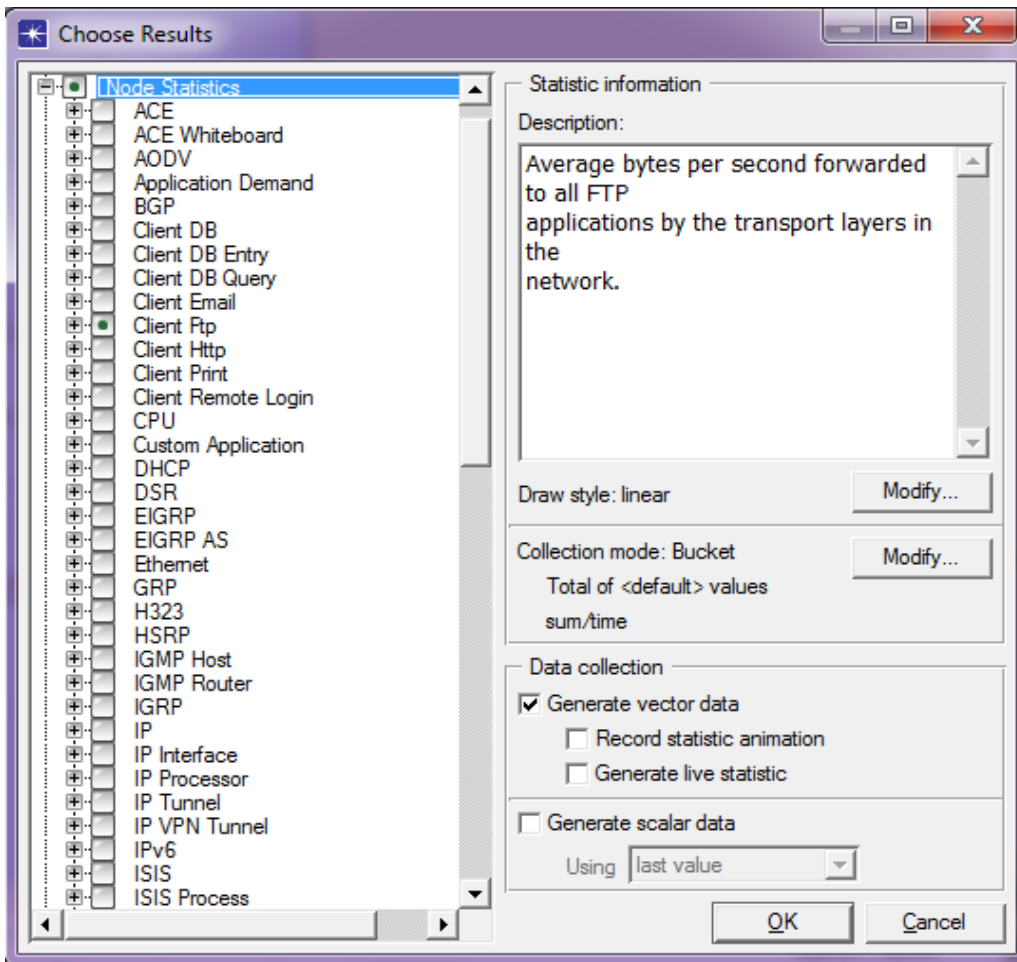 Choose Results
Node Statistics
ACE
ACE Whiteboard
AODV
Application Demand
BGP
Client DB
Client DB Entry
Client DB Query
Client Email
Client Ftp
Client Http
Client Print
Client Remote Login
CPU
Custom Application
DHCP
DSR
EIGRP
EIGRP AS
Ethernet
GRP
H323
HSRP
IGMP Host
IGMP Router
IGRP
IP
IP Interface
IP Processor
IP Tunnel
IP VPN Tunnel
IPv6
ISIS
ISIS Process
Statistic information
Description:
Average bytes per second forwarded
to all FTP
applications by the transport layers in
the
network.
Draw style: linear
Modify...
Collection mode: Bucket
Modify...
Total of <default> values
sum/time
Data collection
Generate vector data
Record statistic animation
Generate live statistic
Generate scalar data
Using last value
OK
Cancel